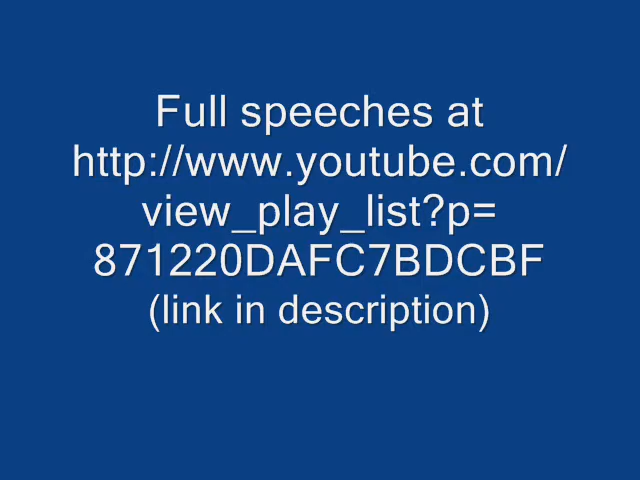 Full speeches at
http://www.youtube.com/
view_play_list?p=
871220DAFC7BDCBF
(link in description)